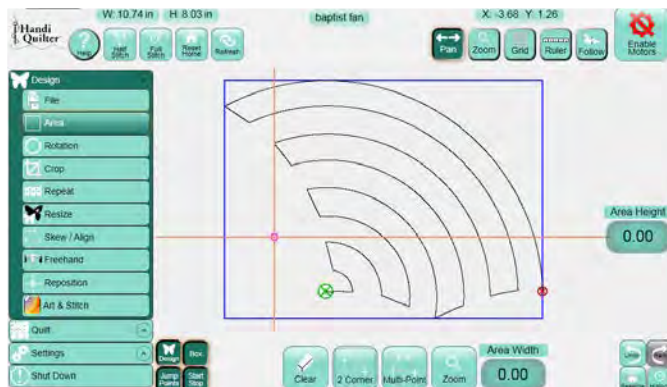 W: 10.74 in H: 8.03 in
baptist fan
X: -3.68 Y: 1.26
Handi
Quilter
Help
Half
Stitch
Full
Stitch
Reset
Home
Refresh
Pan
Zoom
Grid
Ruler
Follow
Enable
Motors
Design
File
Area
Rotation
Crop
Repeat
Resize
Skew / Align
Freehand
Reposition
Art & Stitch
Quilt
Settings
Shut Down
Area Height
0.00
Design
Box
Jump
Points
Start
Stop
Clear
2 Corner
Multi-Point
Zoom
Area Width
0.00